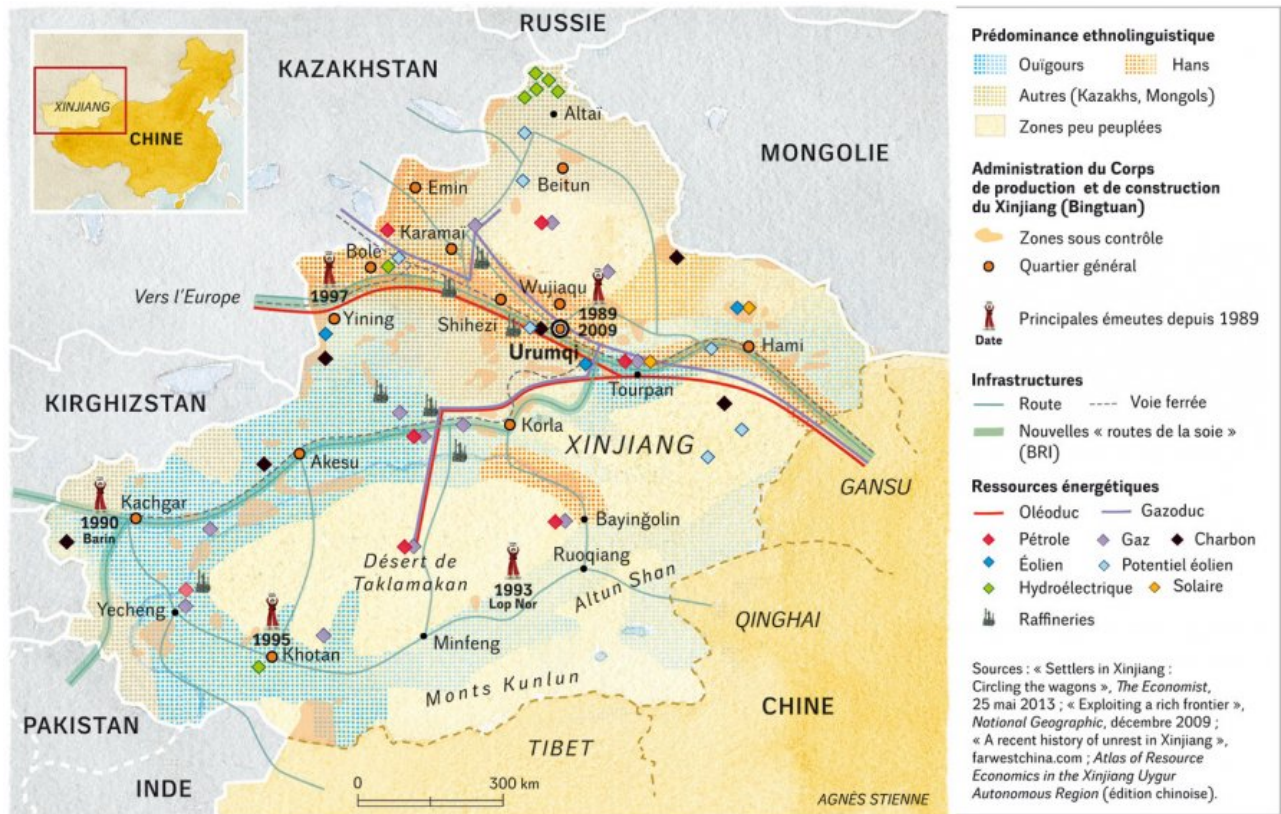 RUSSIE
KAZAKHSTAN
MONGOLIE
XINJIANG
CHINE
Altaï
Emin
Beitun
Karamaï
Bolè
1997
Vers l'Europe
Yining
Wujiaqu
1989
2009
Shihezi
Urumqi
Hami
Tourpan
KIRGHIZSTAN
Korla
XINJIANG
Akesu
GANSU
Kachgar
1990
Barin
Bayinğolin
Désert de
Taklamakan
Ruoqiang
1993
Lop Nor
Altun Shan
QINGHAI
Yecheng
1995
Khotan
Minfeng
Monts Kunlun
CHINE
PAKISTAN
TIBET
INDE
0
300 km
AGNÈS STIENNE
Prédominance ethnolinguistique
Ouïgours
Hans
Autres (Kazakhs, Mongols)
Zones peu peuplées
Administration du Corps
de production et de construction
du Xinjiang (Bingtuan)
Zones sous contrôle
Quartier général
Principales émeutes depuis 1989
Date
Infrastructures
Route
Voie ferrée
Nouvelles « routes de la soie »
(BRI)
Ressources énergétiques
Oléoduc
Gazoduc
Pétrole
Gaz
Charbon
Éolien
Potentiel éolien
Hydroélectrique
Solaire
Raffineries
Sources : « Settlers in Xinjiang :
Circling the wagons », The Economist,
25 mai 2013 ; « Exploiting a rich frontier »,
National Geographic, décembre 2009 ;
« A recent history of unrest in Xinjiang »,
farwestchina.com ; Atlas of Resource
Economics in the Xinjiang Uygur
Autonomous Region (édition chinoise).